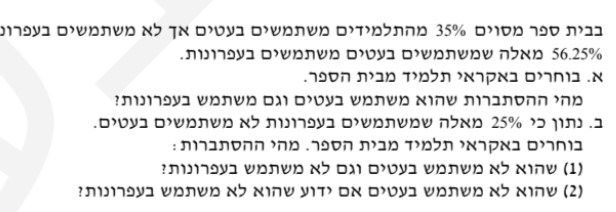 בבית ספר מסוים 35% מהתלמידים משתמשים בעטים אך לא משתמשים
56.25% מאלה שמשתמשים בעטים משתמשים בעפרונות.
א. בוחרים באקראי תלמיד מבית הספר.
מהי ההסתברות שהוא משתמש בעטים וגם משתמש בעפרונות?
ב. נתון כי 25% מאלה שמשתמשים בעפרונות לא משתמשים בעטים.
בוחרים באקראי תלמיד מבית הספר. מהי ההסתברות:
(1) שהוא לא משתמש בעטים וגם לא משתמש בעפרונות?
(2) שהוא לא משתמש בעטים אם ידוע שהוא לא משתמש בעפרונות?